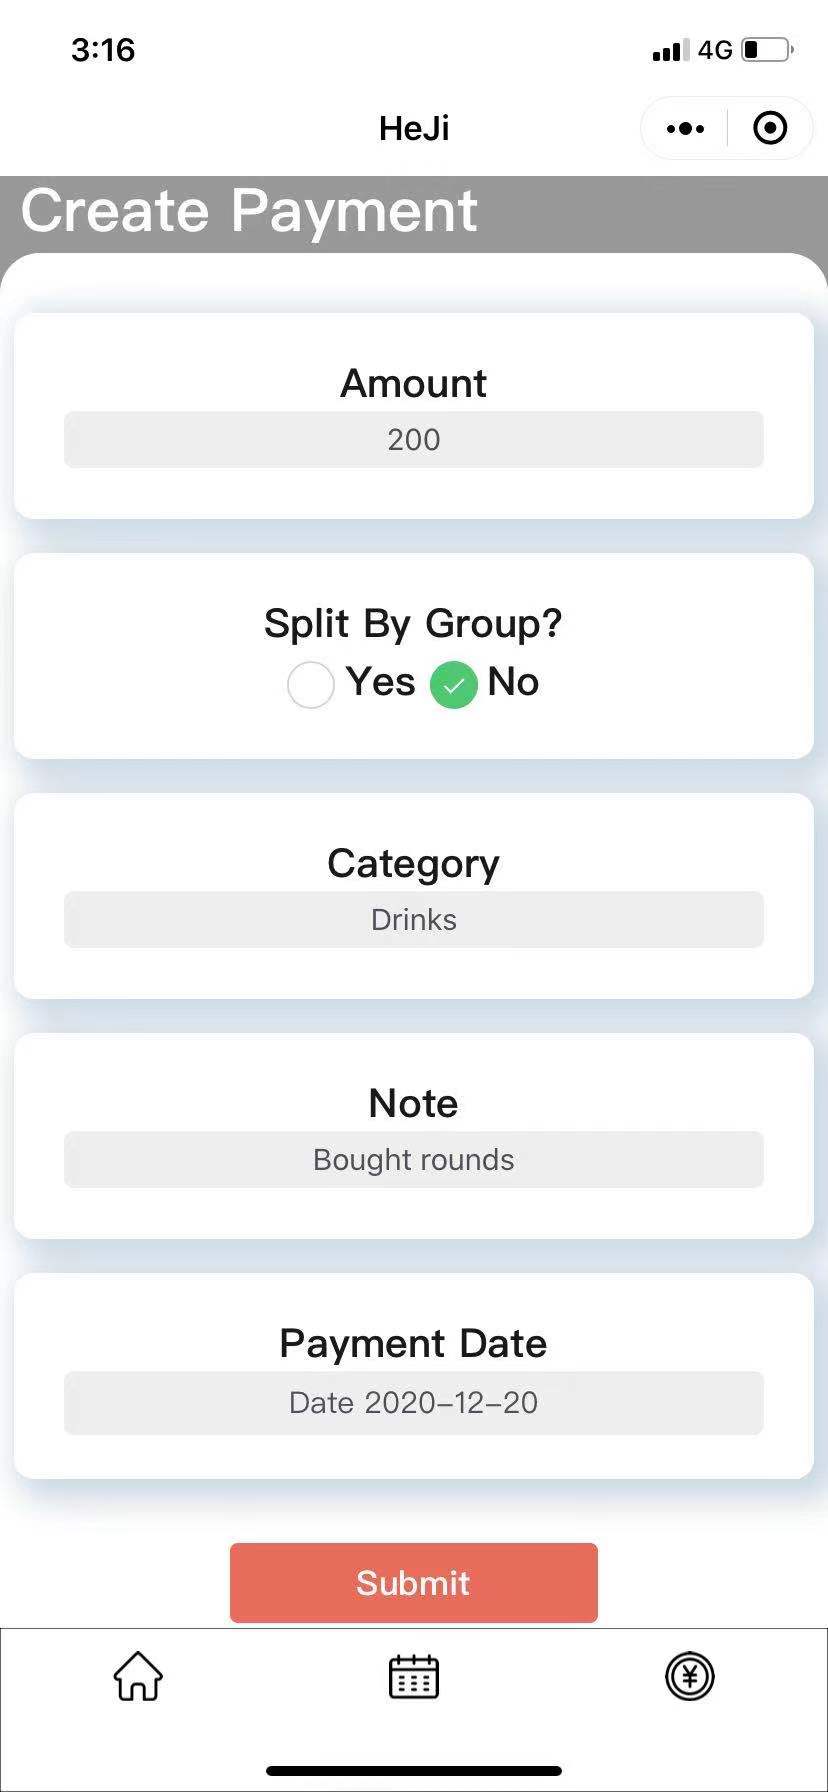 3:16
4G
HeJi
Create Payment
Amount
200
Split By Group?
Yes No
Category
Drinks
Note
Bought rounds
Payment Date
Date 2020-12-20
Submit
¥